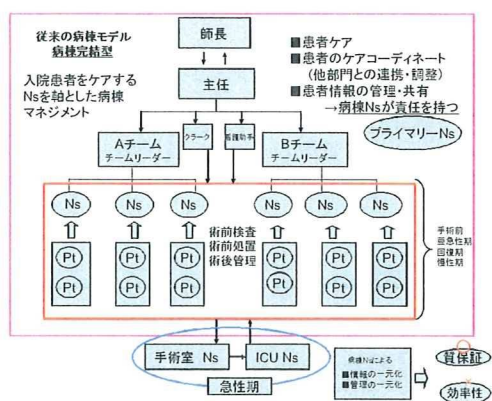 従来の病棟モデル
病棟完結型
師長
主任
入院患者をケアする
Nsを軸とした病棟
マネジメント
■患者ケア
■患者のケアコーディネート
(他部門との連携・調整)
■患者情報の管理・共有
→病棟Nsが責任を持つ
プライマリーNs
Aチーム
チームリーダー
クラーク
看護助手
Bチーム
チームリーダー
Ns
Ns
Ns
Ns
Ns
Ns
術前検査
術前処置
術後管理
Pt
Pt
Pt
Pt
Pt
Pt
Pt
Pt
Pt
Pt
Pt
Pt
手術前
亜急性期
回復期
慢性期
手術室 Ns
ICU Ns
急性期
病棟Nsによる
■情報の一元化
■管理の一元化
質保証
効率性